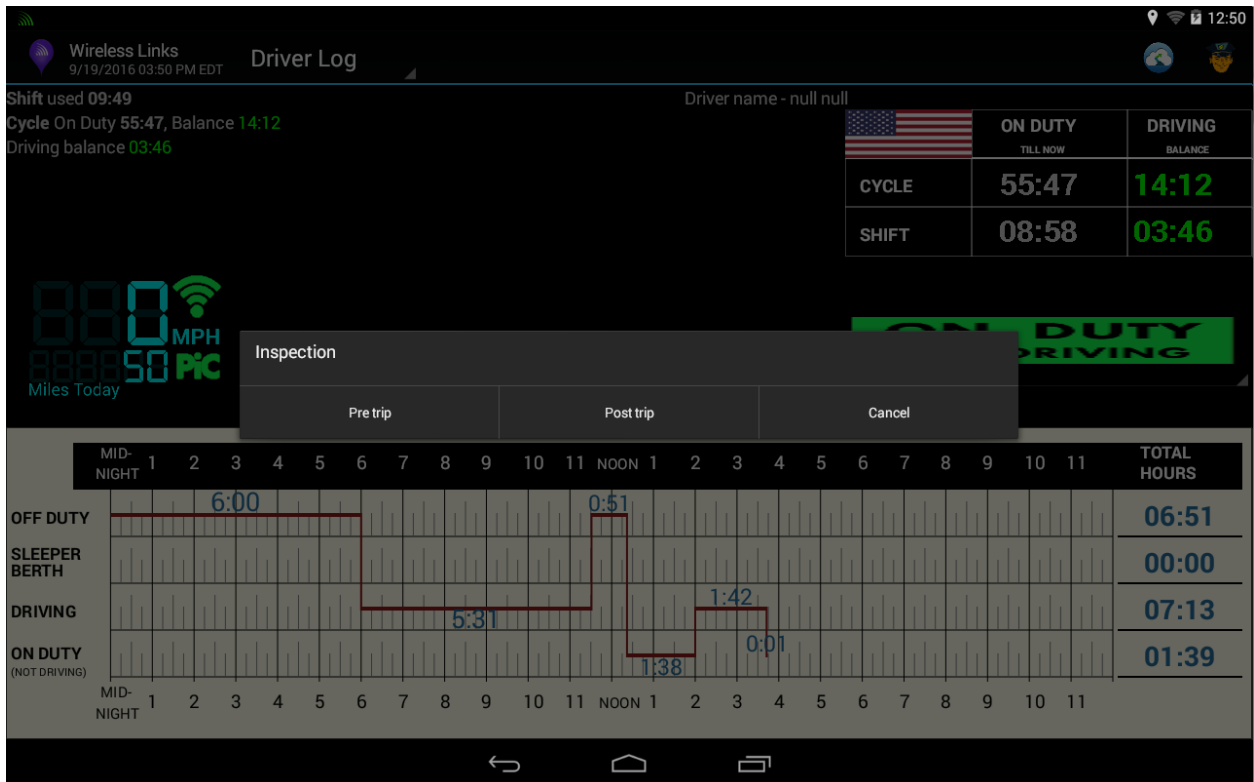 12:50
Wireless Links
9/19/2016 03:50 PM EDT
Driver Log
Shift used 09:49
Driver name - null null
Cycle On Duty 55:47, Balance 14:12
Driving balance 03:46
ON DUTY
TILL NOW
DRIVING
BALANCE
CYCLE 55:47 14:12
SHIFT 08:58 03:46
0 MPH
50 PiC
Miles Today
ON DUTY
DRIVING
Inspection
Pre trip Post trip Cancel
MID-
NIGHT 1 2 3 4 5 6 7 8 9 10 11 NOON 1 2 3 4 5 6 7 8 9 10 11
TOTAL
HOURS
6:00 0:51
OFF DUTY 06:51
SLEEPER
BERTH 00:00
1:42
DRIVING 07:13
5:31
0:01
ON DUTY 01:39
(NOT DRIVING)
1:38
MID-
NIGHT 1 2 3 4 5 6 7 8 9 10 11 NOON 1 2 3 4 5 6 7 8 9 10 11